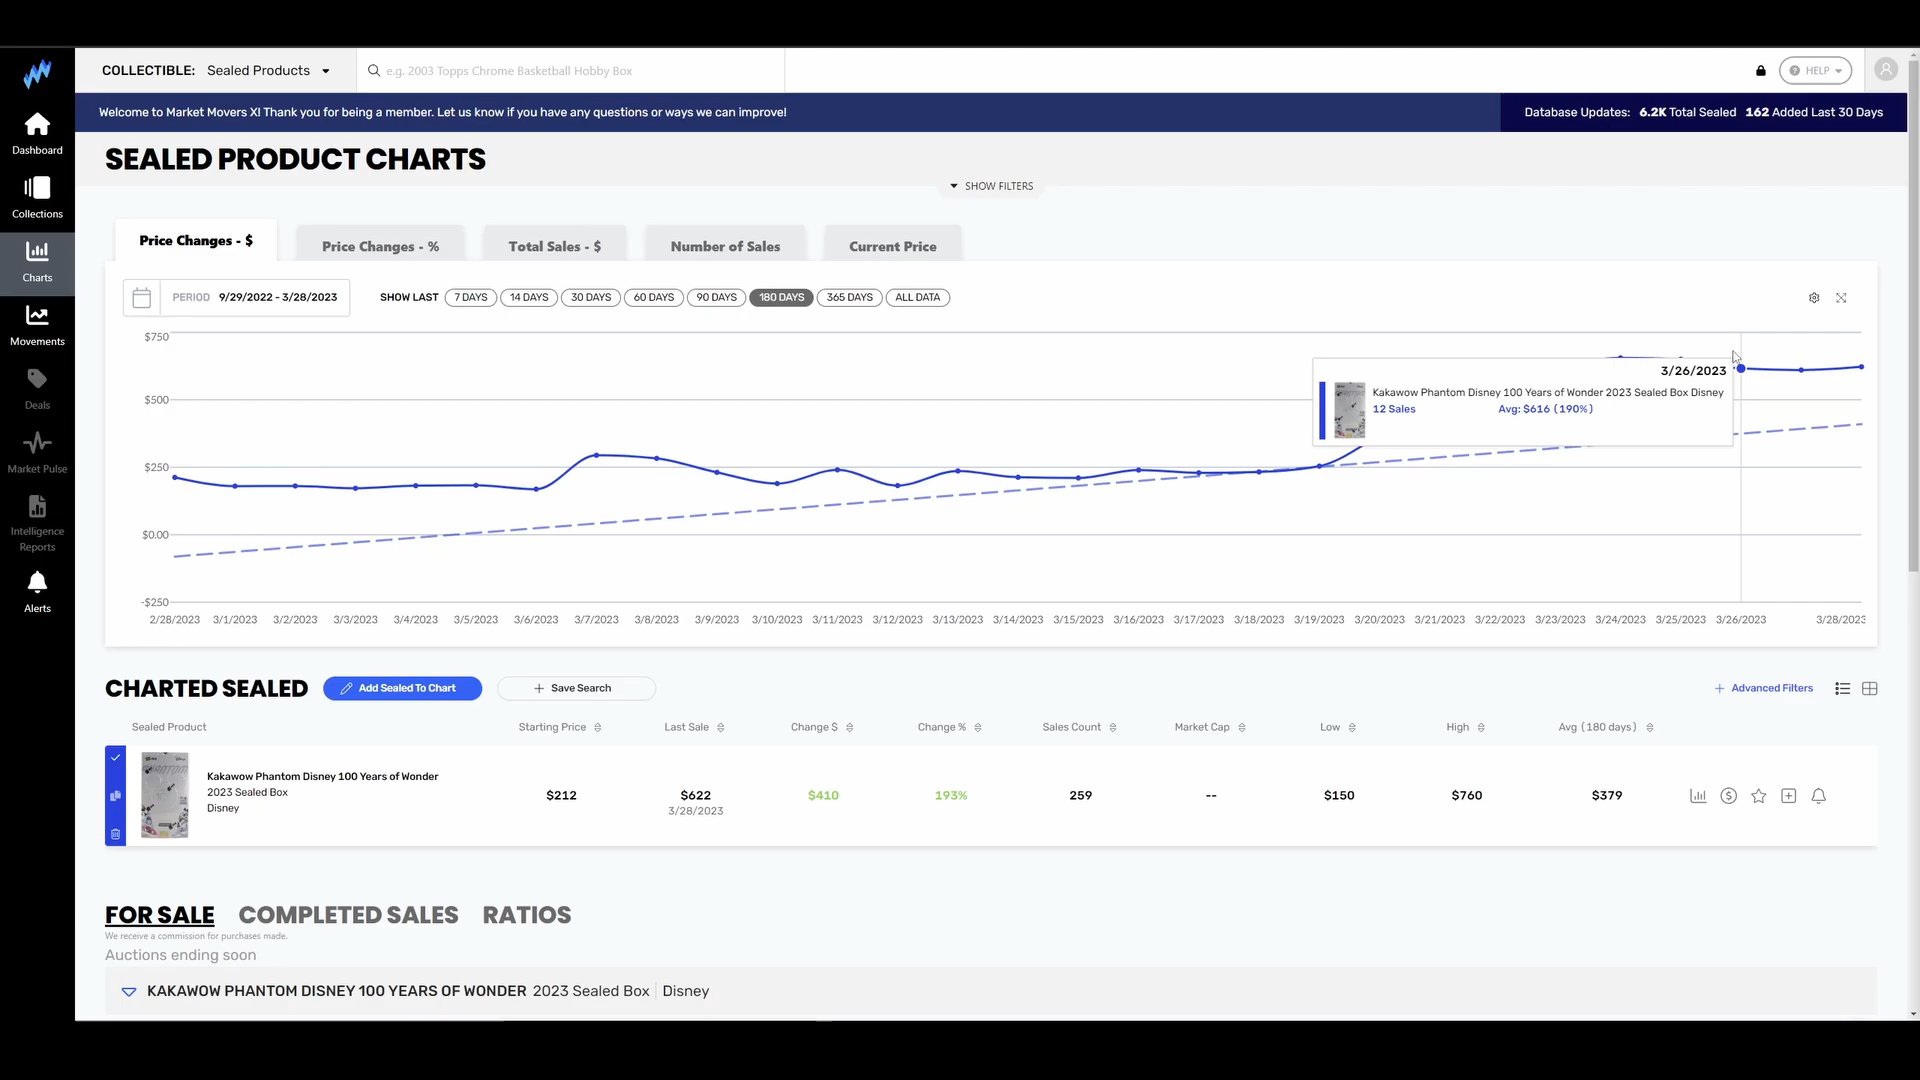 COLLECTIBLE: Sealed Products
e.g. 2003 Topps Chrome Basketball Hobby Box
HELP
Welcome to Market Movers X! Thank you for being a member. Let us know if you have any questions or ways we can improve!
Database Updates: 6.2K Total Sealed 162 Added Last 30 Days
Dashboard
Collections
Charts
Movements
Deals
Market Pulse
Intelligence
Reports
Alerts
SEALED PRODUCT CHARTS
SHOW FILTERS
Price Changes - $
Price Changes - %
Total Sales - $
Number of Sales
Current Price
PERIOD 9/29/2022 - 3/28/2023
SHOW LAST 7 DAYS 14 DAYS 30 DAYS 60 DAYS 90 DAYS 180 DAYS 365 DAYS ALL DATA
$750
$500
$250
$0.00
-$250
3/26/2023
Kakawow Phantom Disney 100 Years of Wonder 2023 Sealed Box Disney
12 Sales Avg: $616 (190%)
2/28/2023 3/1/2023 3/2/2023 3/3/2023 3/4/2023 3/5/2023 3/6/2023 3/7/2023 3/8/2023 3/9/2023 3/10/2023 3/11/2023 3/12/2023 3/13/2023 3/14/2023 3/15/2023 3/16/2023 3/17/2023 3/18/2023 3/19/2023 3/20/2023 3/21/2023 3/22/2023 3/23/2023 3/24/2023 3/25/2023 3/26/2023 3/28/2023
CHARTED SEALED
Add Sealed To Chart
+ Save Search
+ Advanced Filters
Sealed Product Starting Price Last Sale Change $ Change % Sales Count Market Cap Low High Avg (180 days)
Kakawow Phantom Disney 100 Years of Wonder
2023 Sealed Box
Disney
$212 $622 $410 193% 259 -- $150 $760 $379
3/28/2023
FOR SALE COMPLETED SALES RATIOS
We receive a commission for purchases made.
Auctions ending soon
KAKAWOW PHANTOM DISNEY 100 YEARS OF WONDER 2023 Sealed Box Disney